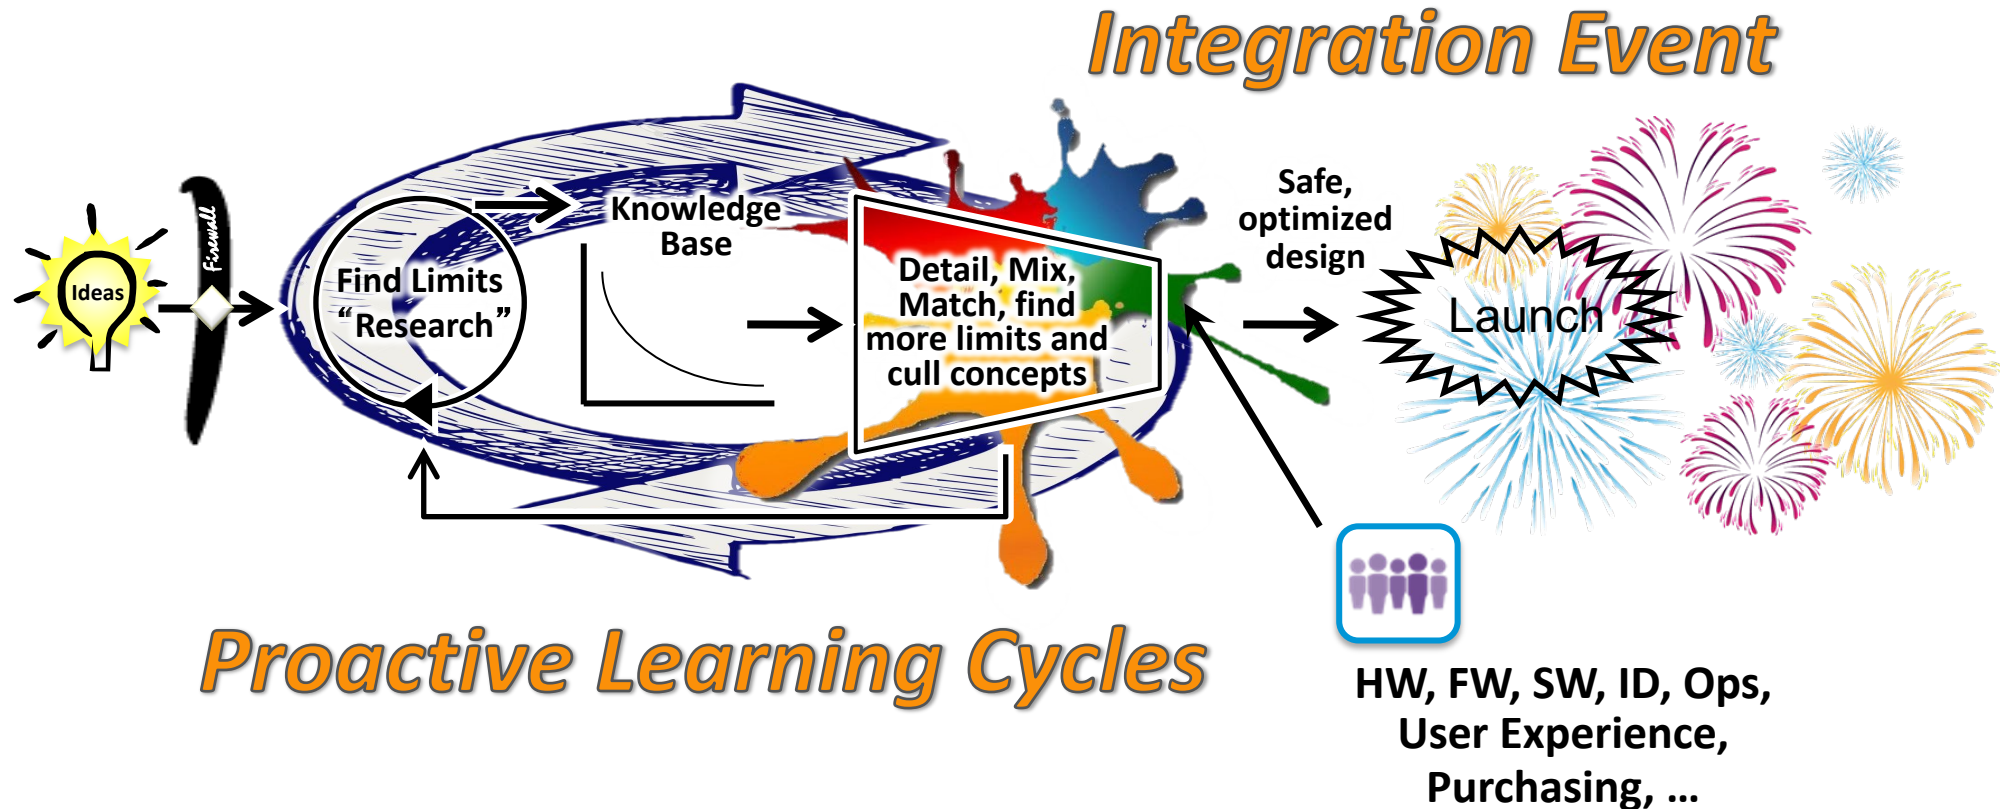 Integration Event
Ideas
Firewall
Find Limits
“Research”
Knowledge
Base
Detail, Mix,
Match, find
more limits and
cull concepts
Safe,
optimized
design
Launch
Proactive Learning Cycles
HW, FW, SW, ID, Ops,
User Experience,
Purchasing, ...